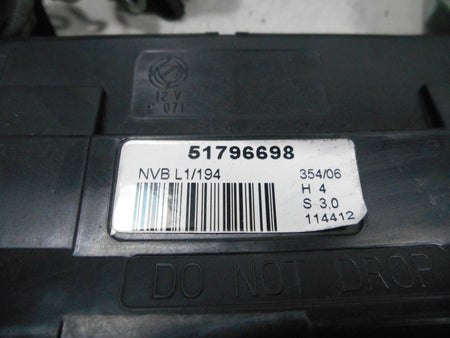 12 V
51796698
NVB L1/194 354/06
H 4
S 3,0
114412
DO NOT DROP